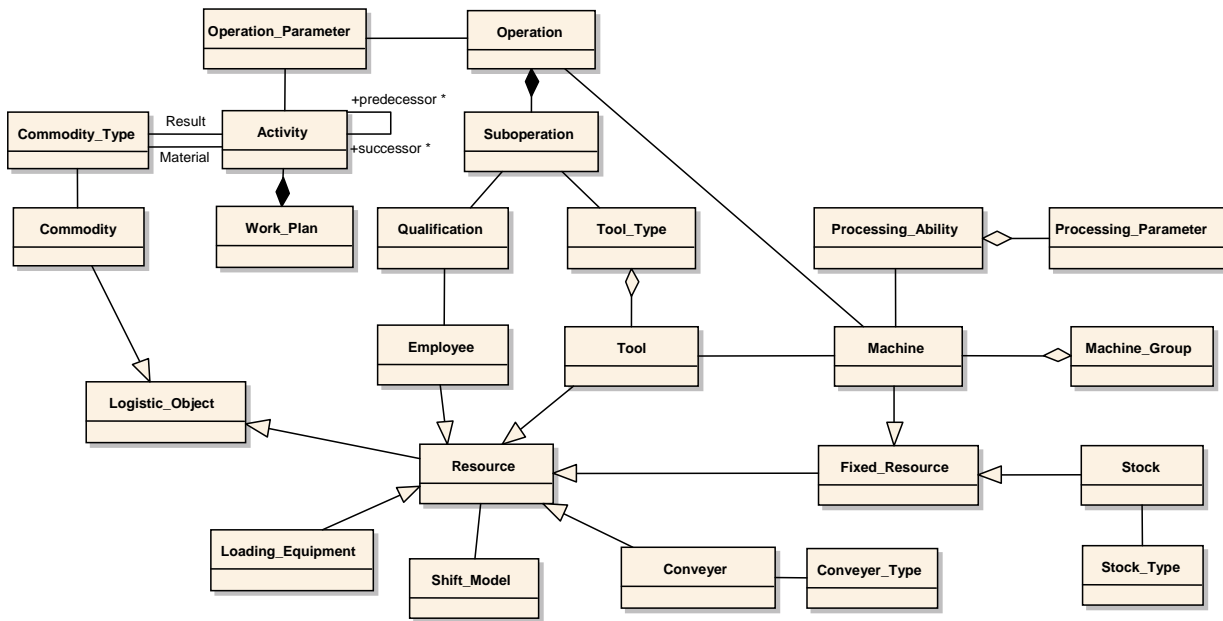 Operation_Parameter
Operation
+predecessor *
Commodity_Type
Result
Activity
Suboperation
+successor *
Material
Commodity
Work_Plan
Qualification
Tool_Type
Processing_Ability
Processing_Parameter
Employee
Tool
Machine
Machine_Group
Logistic_Object
Resource
Fixed_Resource
Stock
Loading_Equipment
Shift_Model
Conveyer
Conveyer_Type
Stock_Type